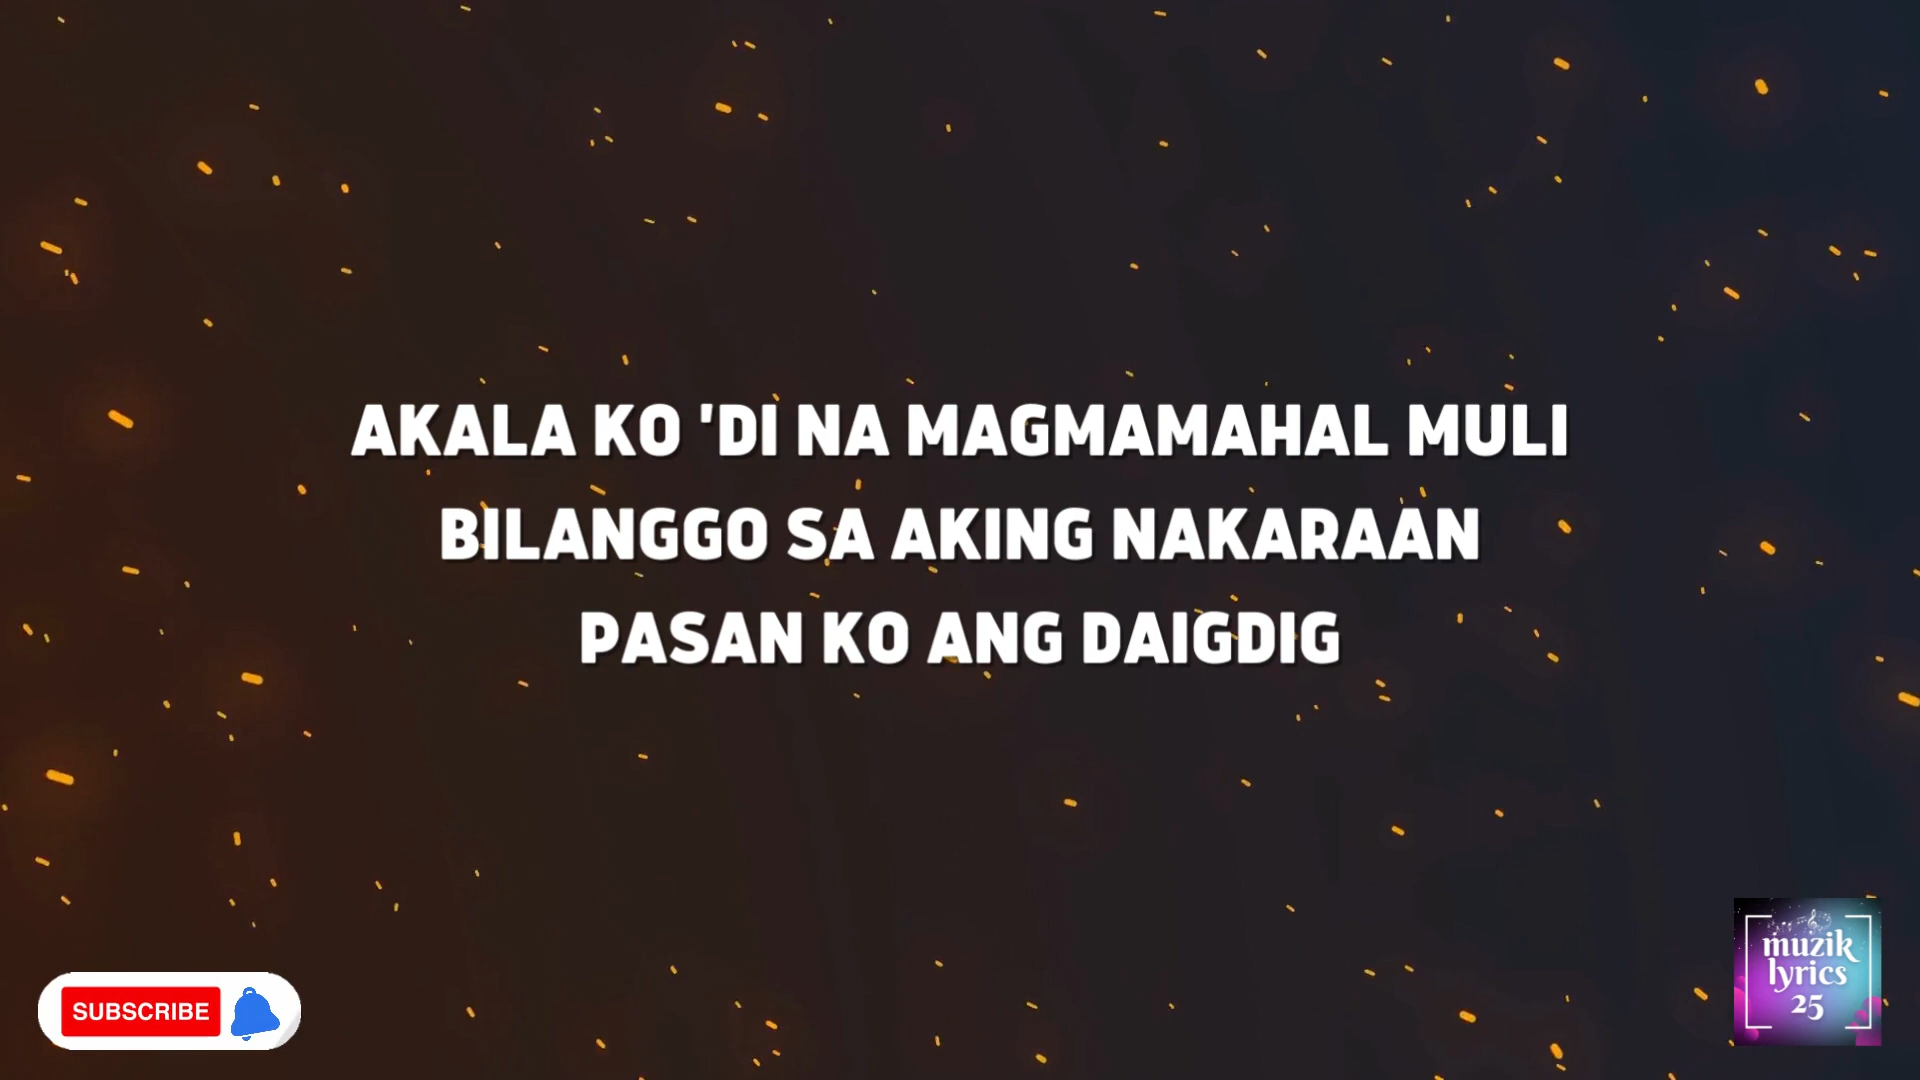 AKALA KO 'DI NA MAGMAMAHAL MULI
BILANGGO SA AKING NAKARAAN
PASAN KO ANG DAIGDIG
SUBSCRIBE
muzik
lyrics
25